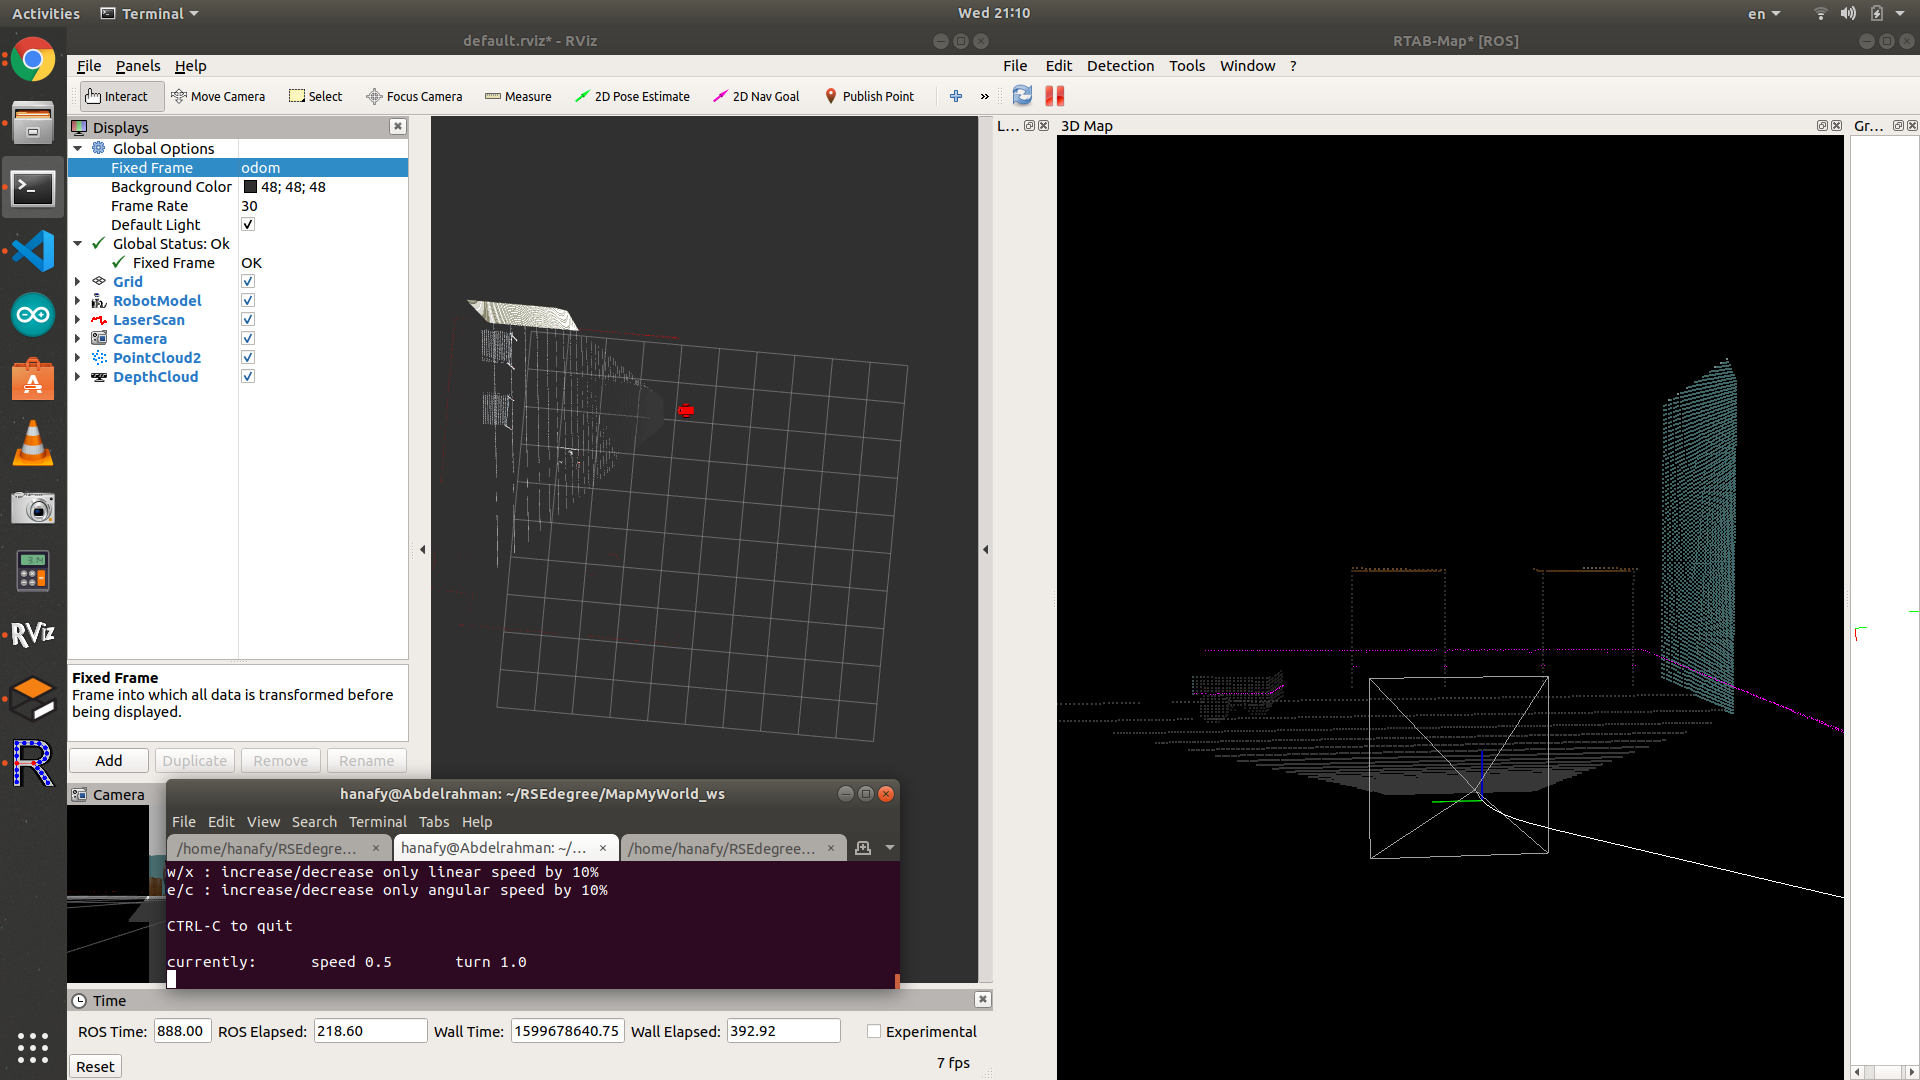 Activities Terminal Wed 21:10 en
default.rviz* - RViz
File Panels Help
Interact Move Camera Select Focus Camera Measure 2D Pose Estimate 2D Nav Goal Publish Point »
Displays
Global Options
Fixed Frame odom
Background Color 48; 48; 48
Frame Rate 30
Default Light
Global Status: Ok
Fixed Frame OK
Grid
RobotModel
LaserScan
Camera
PointCloud2
DepthCloud
Fixed Frame
Frame into which all data is transformed before
being displayed.
Add Duplicate Remove Rename
Camera
hanafy@Abdelrahman: ~/RSEdegree/MapMyWorld_ws
File Edit View Search Terminal Tabs Help
/home/hanafy/RSEdegre... × hanafy@Abdelrahman: ~/... × /home/hanafy/RSEdegree... ×
w/x : increase/decrease only linear speed by 10%
e/c : increase/decrease only angular speed by 10%
CTRL-C to quit
currently: speed 0.5 turn 1.0
Time
ROS Time: 888.00 ROS Elapsed: 218.60 Wall Time: 1599678640.75 Wall Elapsed: 392.92 Experimental
Reset 7 fps
RTAB-Map* [ROS]
File Edit Detection Tools Window ?
L... 3D Map Gr...
RViz
R